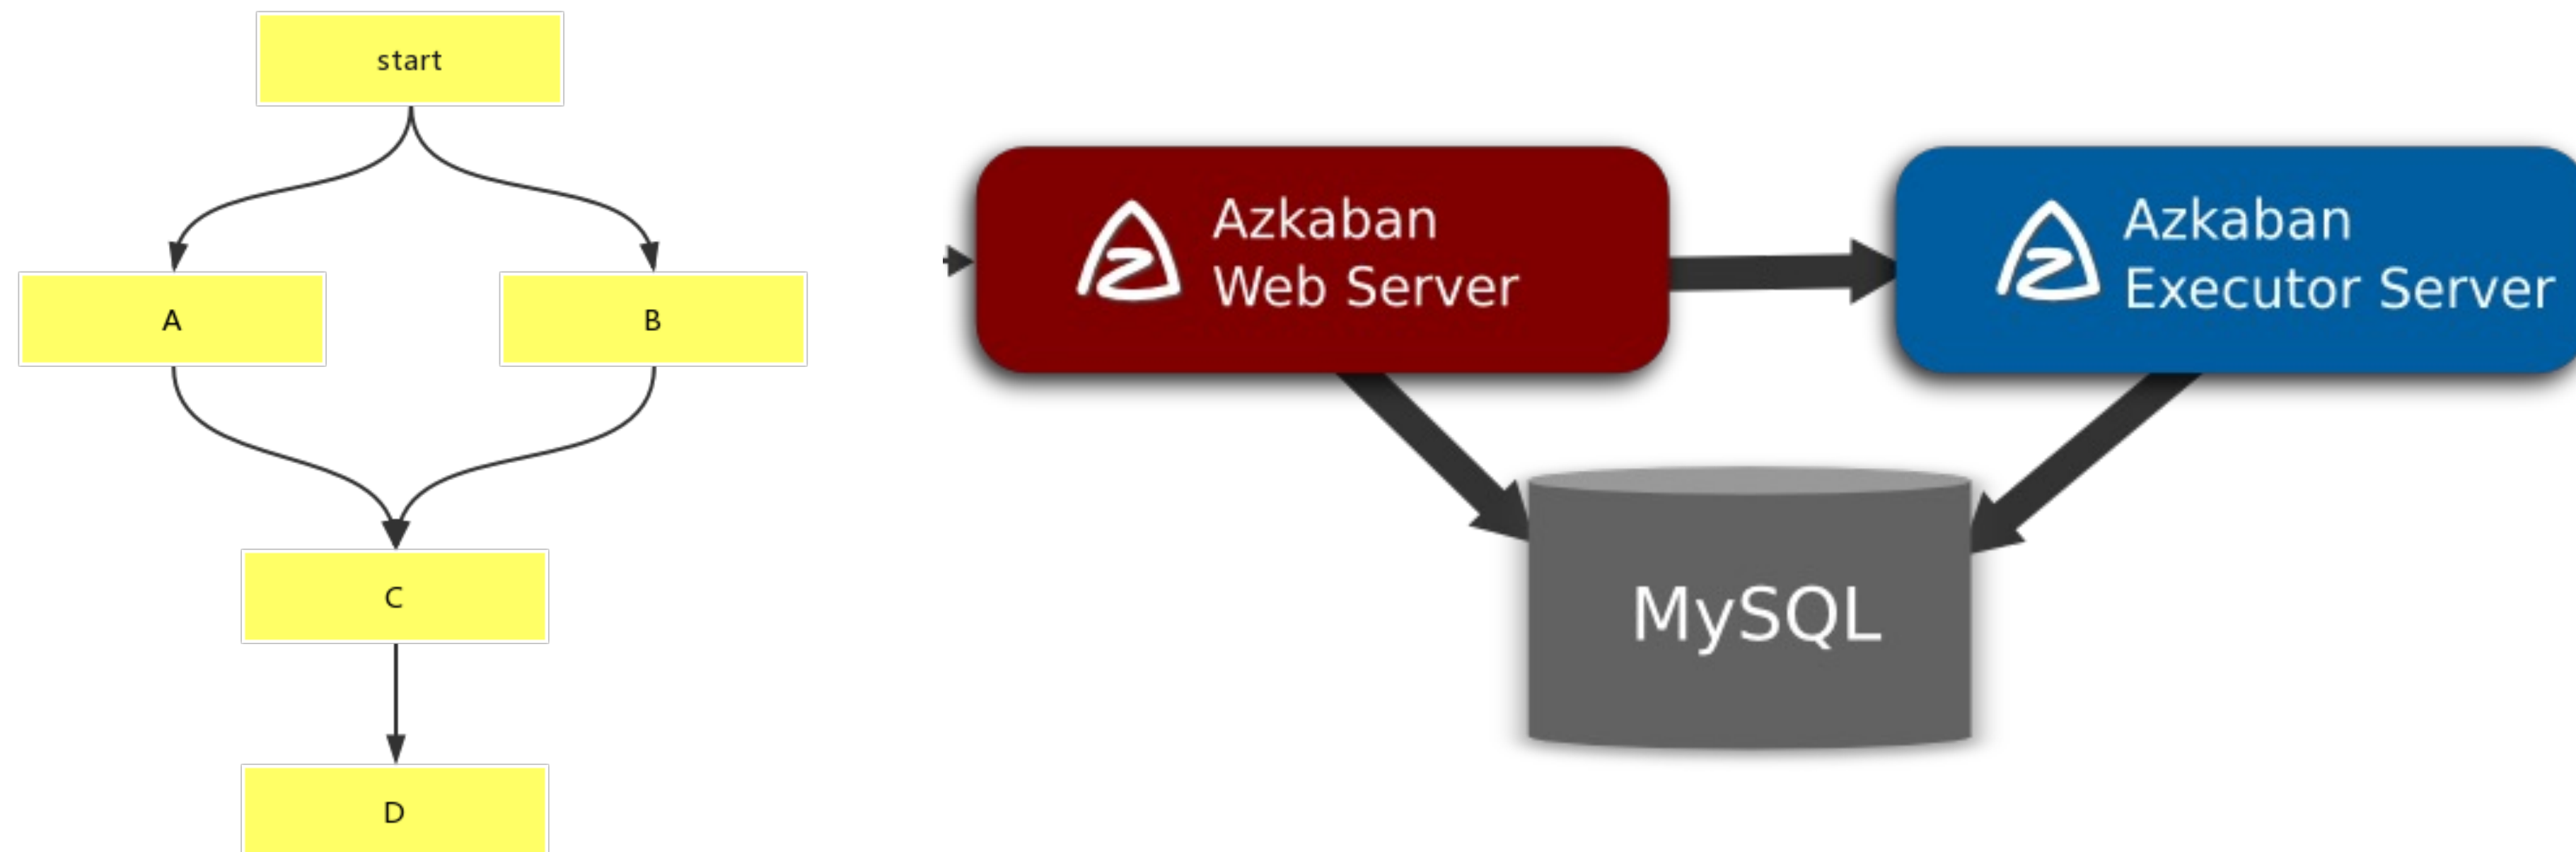 start
A
B
C
D
Azkaban
Web Server
Azkaban
Executor Server
MySQL